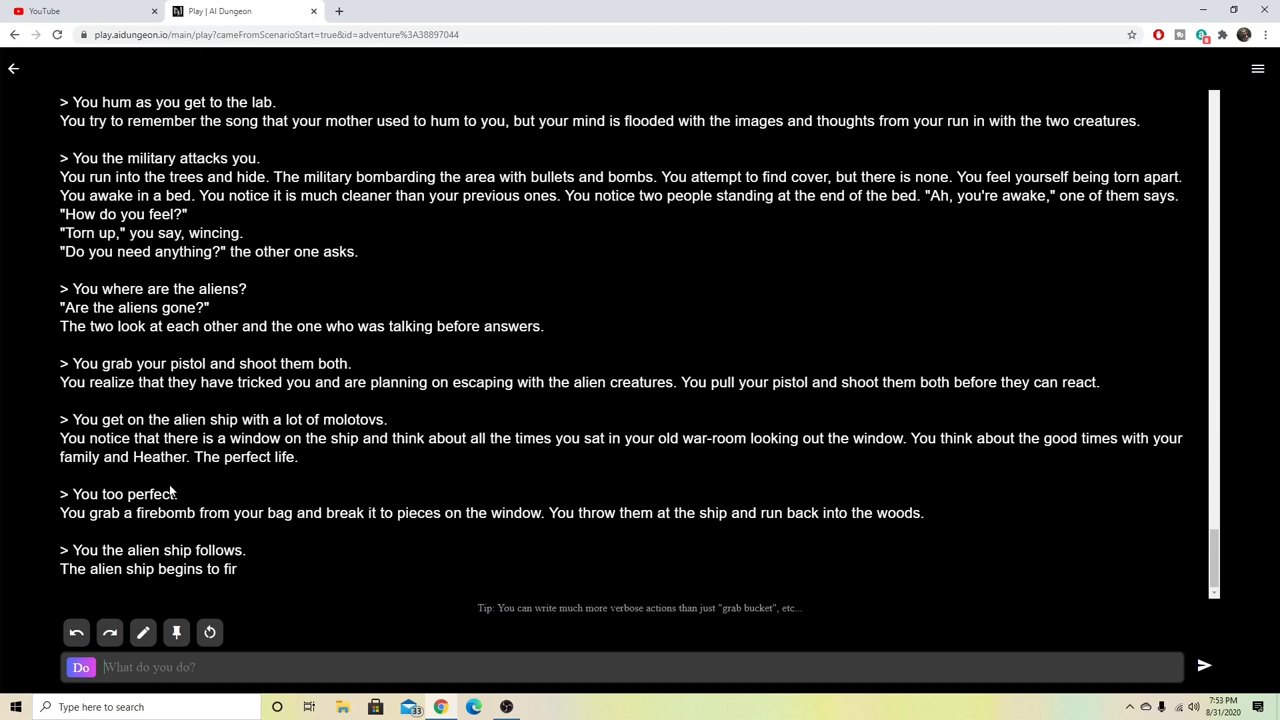 YouTube
Play | AI Dungeon
play.aidungeon.io/main/play?cameFromScenarioStart=true&id=adventure%3A38897044
> You hum as you get to the lab.
You try to remember the song that your mother used to hum to you, but your mind is flooded with the images and thoughts from your run in with the two creatures.
> You the military attacks you.
You run into the trees and hide. The military bombarding the area with bullets and bombs. You attempt to find cover, but there is none. You feel yourself being torn apart.
You awake in a bed. You notice it is much cleaner than your previous ones. You notice two people standing at the end of the bed. "Ah, you're awake," one of them says.
"How do you feel?"
"Torn up," you say, wincing.
"Do you need anything?" the other one asks.
> You where are the aliens?
"Are the aliens gone?"
The two look at each other and the one who was talking before answers.
> You grab your pistol and shoot them both.
You realize that they have tricked you and are planning on escaping with the alien creatures. You pull your pistol and shoot them both before they can react.
> You get on the alien ship with a lot of molotovs.
You notice that there is a window on the ship and think about all the times you sat in your old war-room looking out the window. You think about the good times with your
family and Heather. The perfect life.
> You too perfect.
You grab a firebomb from your bag and break it to pieces on the window. You throw them at the ship and run back into the woods.
> You the alien ship follows.
The alien ship begins to fir
Tip: You can write much more verbose actions than just "grab bucket", etc...
Do
What do you do?
Type here to search
33
7:53 PM
8/31/2020